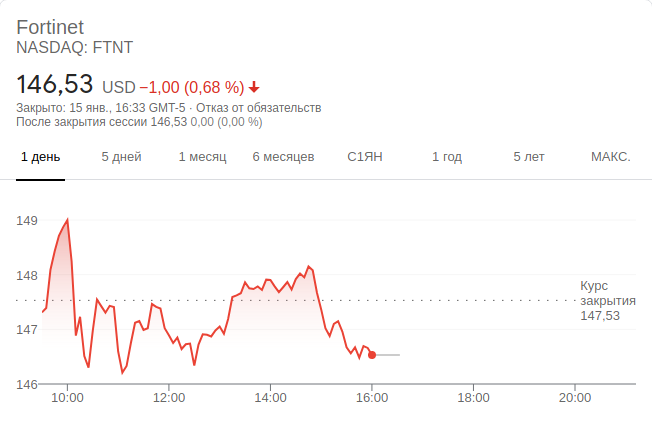 Fortinet
NASDAQ: FTNT
146,53 USD −1,00 (0,68 %)
Закрыто: 15 янв., 16:33 GMT-5 · Отказ от обязательств
После закрытия сессии 146,53 0,00 (0,00 %)
1 день 5 дней 1 месяц 6 месяцев С1ЯН 1 год 5 лет МАКС.
149
148
Курс
закрытия
147,53
147
146
10:00 12:00 14:00 16:00 18:00 20:00